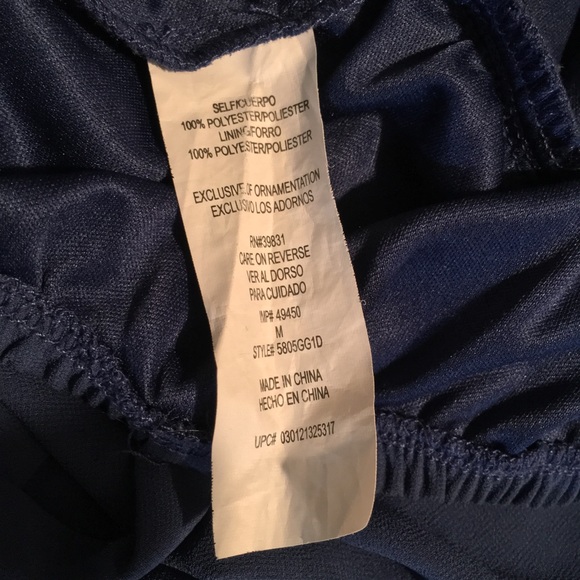 SELF/CUERPO
100% POLYESTER/POLIESTER
LINING/FORRO
100% POLYESTER/POLIESTER
EXCLUSIVE OF ORNAMENTATION
EXCLUSIVO LOS ADORNOS
RN#39831
CARE ON REVERSE
VER AL DORSO
PARA CUIDADO
IMP# 49450
M
STYLE# 5805GG1D
MADE IN CHINA
HECHO EN CHINA
UPC# 030121325317